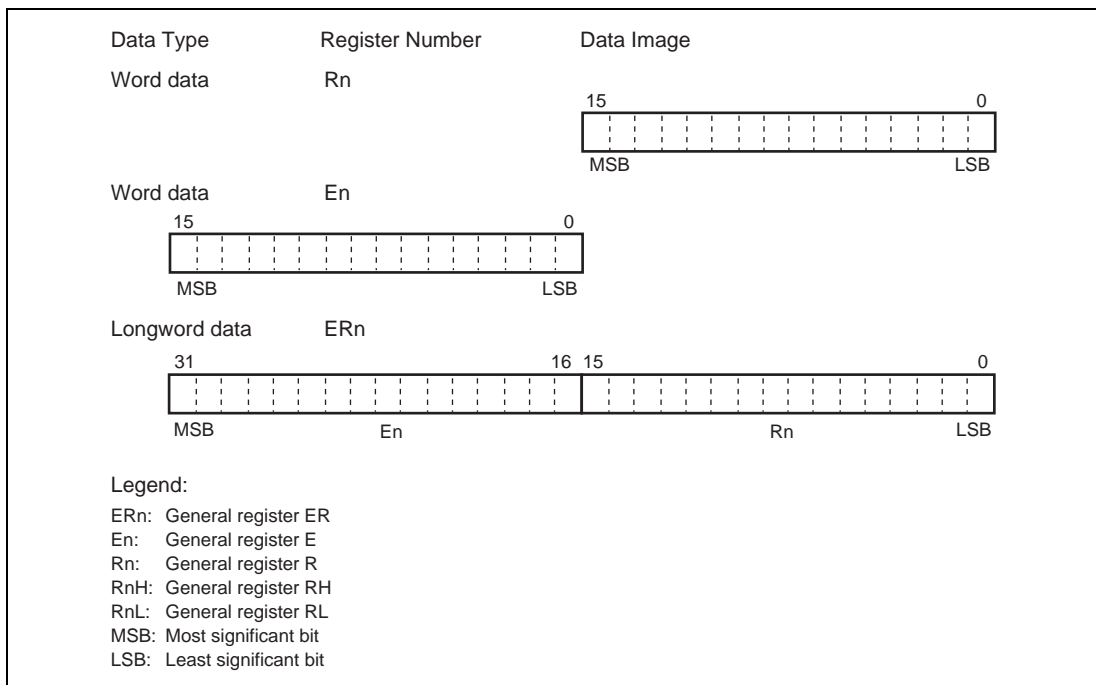 Data Type Register Number Data Image
Word data Rn
15 0
MSB LSB
Word data En
15 0
MSB LSB
Longword data ERn
31 16 15 0
MSB En Rn LSB
Legend:
ERn: General register ER
En: General register E
Rn: General register R
RnH: General register RH
RnL: General register RL
MSB: Most significant bit
LSB: Least significant bit